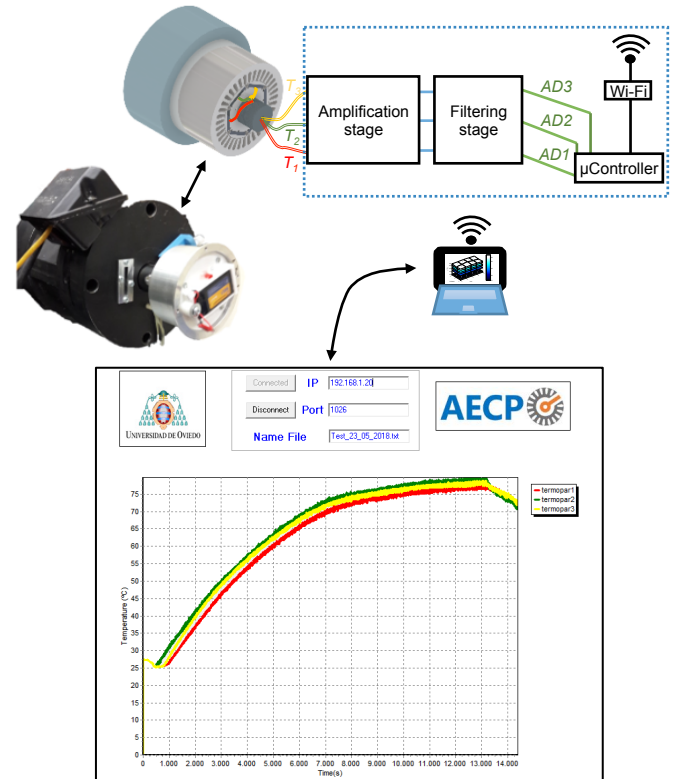 T3
T2
T1
Amplification
stage
Filtering
stage
AD3
AD2
AD1
Wi-Fi
µController
Connected IP 192.168.1.20
Disconnect Port 1026
Name File Test_23_05_2018.txt
UNIVERSIDAD DE OVIEDO
AECP
termopar1
termopar2
termopar3
Temperature (ºC)
75
70
65
60
55
50
45
40
35
30
25
20
15
10
5
0
0 1.000 2.000 3.000 4.000 5.000 6.000 7.000 8.000 9.000 10.000 11.000 12.000 13.000 14.000
Time(s)